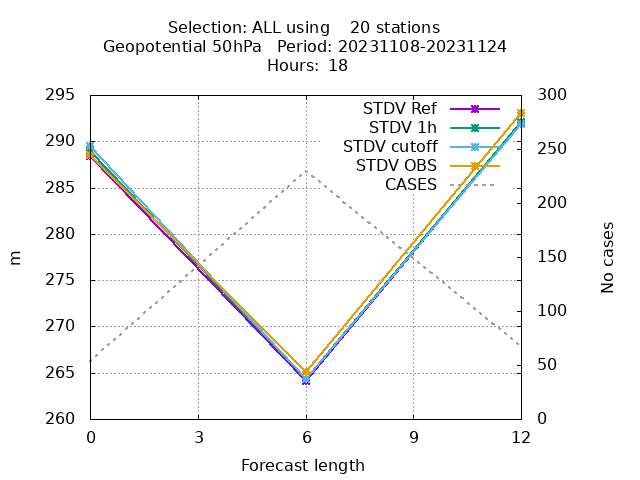 Selection: ALL using    20 stations
Geopotential 50hPa   Period: 20231108-20231124
Hours:  18
295 300
STDV Ref
STDV 1h
290 250
STDV cutoff
STDV OBS
285 CASES
280 200
m 275 150 No cases
270 100
265 50
260 0
0 3 6 9 12
Forecast length